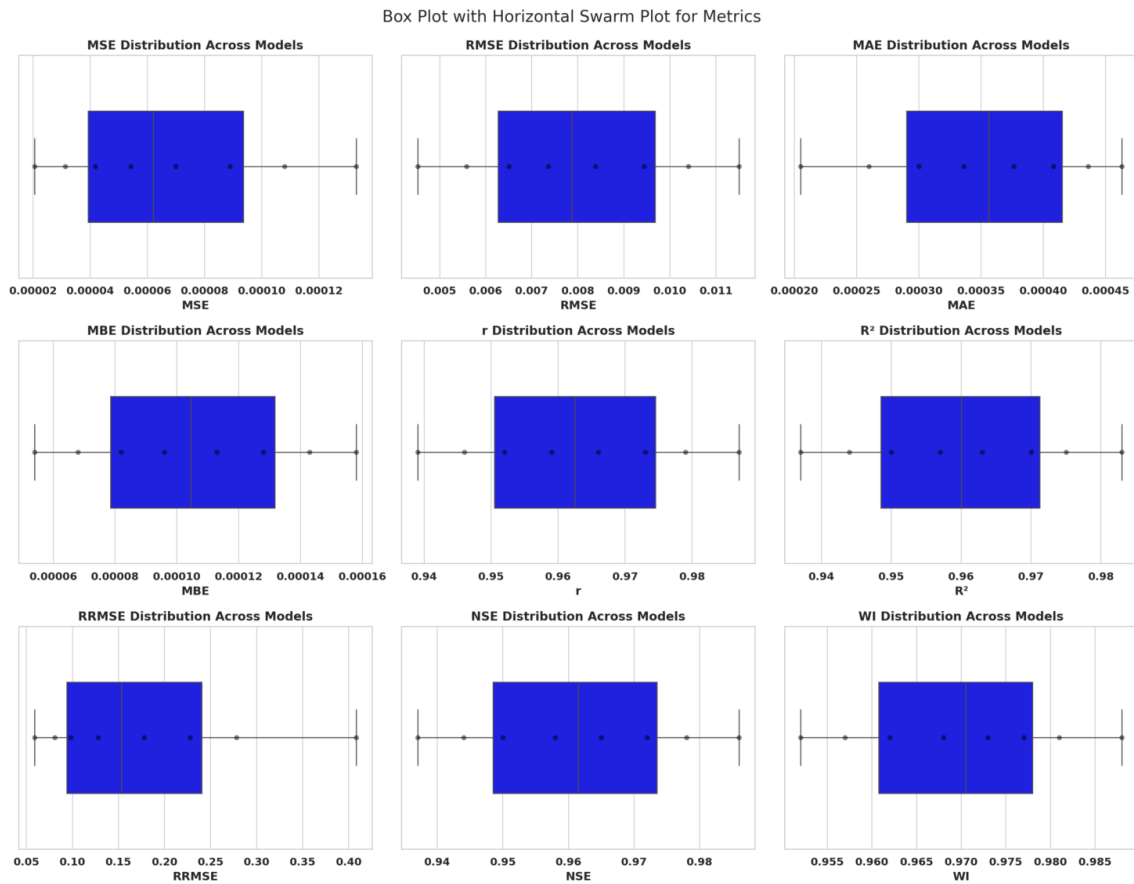 Box Plot with Horizontal Swarm Plot for Metrics
MSE Distribution Across Models
RMSE Distribution Across Models
MAE Distribution Across Models
0.00002 0.00004 0.00006 0.00008 0.00010 0.00012
0.005 0.006 0.007 0.008 0.009 0.010 0.011
0.00020 0.00025 0.00030 0.00035 0.00040 0.00045
MSE
RMSE
MAE
MBE Distribution Across Models
r Distribution Across Models
R² Distribution Across Models
0.00006 0.00008 0.00010 0.00012 0.00014 0.00016
0.94 0.95 0.96 0.97 0.98
0.94 0.95 0.96 0.97 0.98
MBE
r
R²
RRMSE Distribution Across Models
NSE Distribution Across Models
WI Distribution Across Models
0.05 0.10 0.15 0.20 0.25 0.30 0.35 0.40
0.94 0.95 0.96 0.97 0.98
0.955 0.960 0.965 0.970 0.975 0.980 0.985
RRMSE
NSE
WI